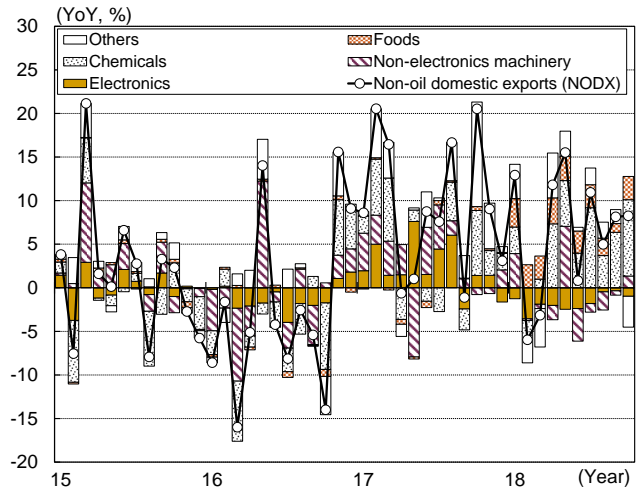 (YoY, %)
30
25
20
15
10
5
0
-5
-10
-15
-20
Others
Foods
Chemicals
Non-electronics machinery
Electronics
Non-oil domestic exports (NODX)
15
16
17
18
(Year)